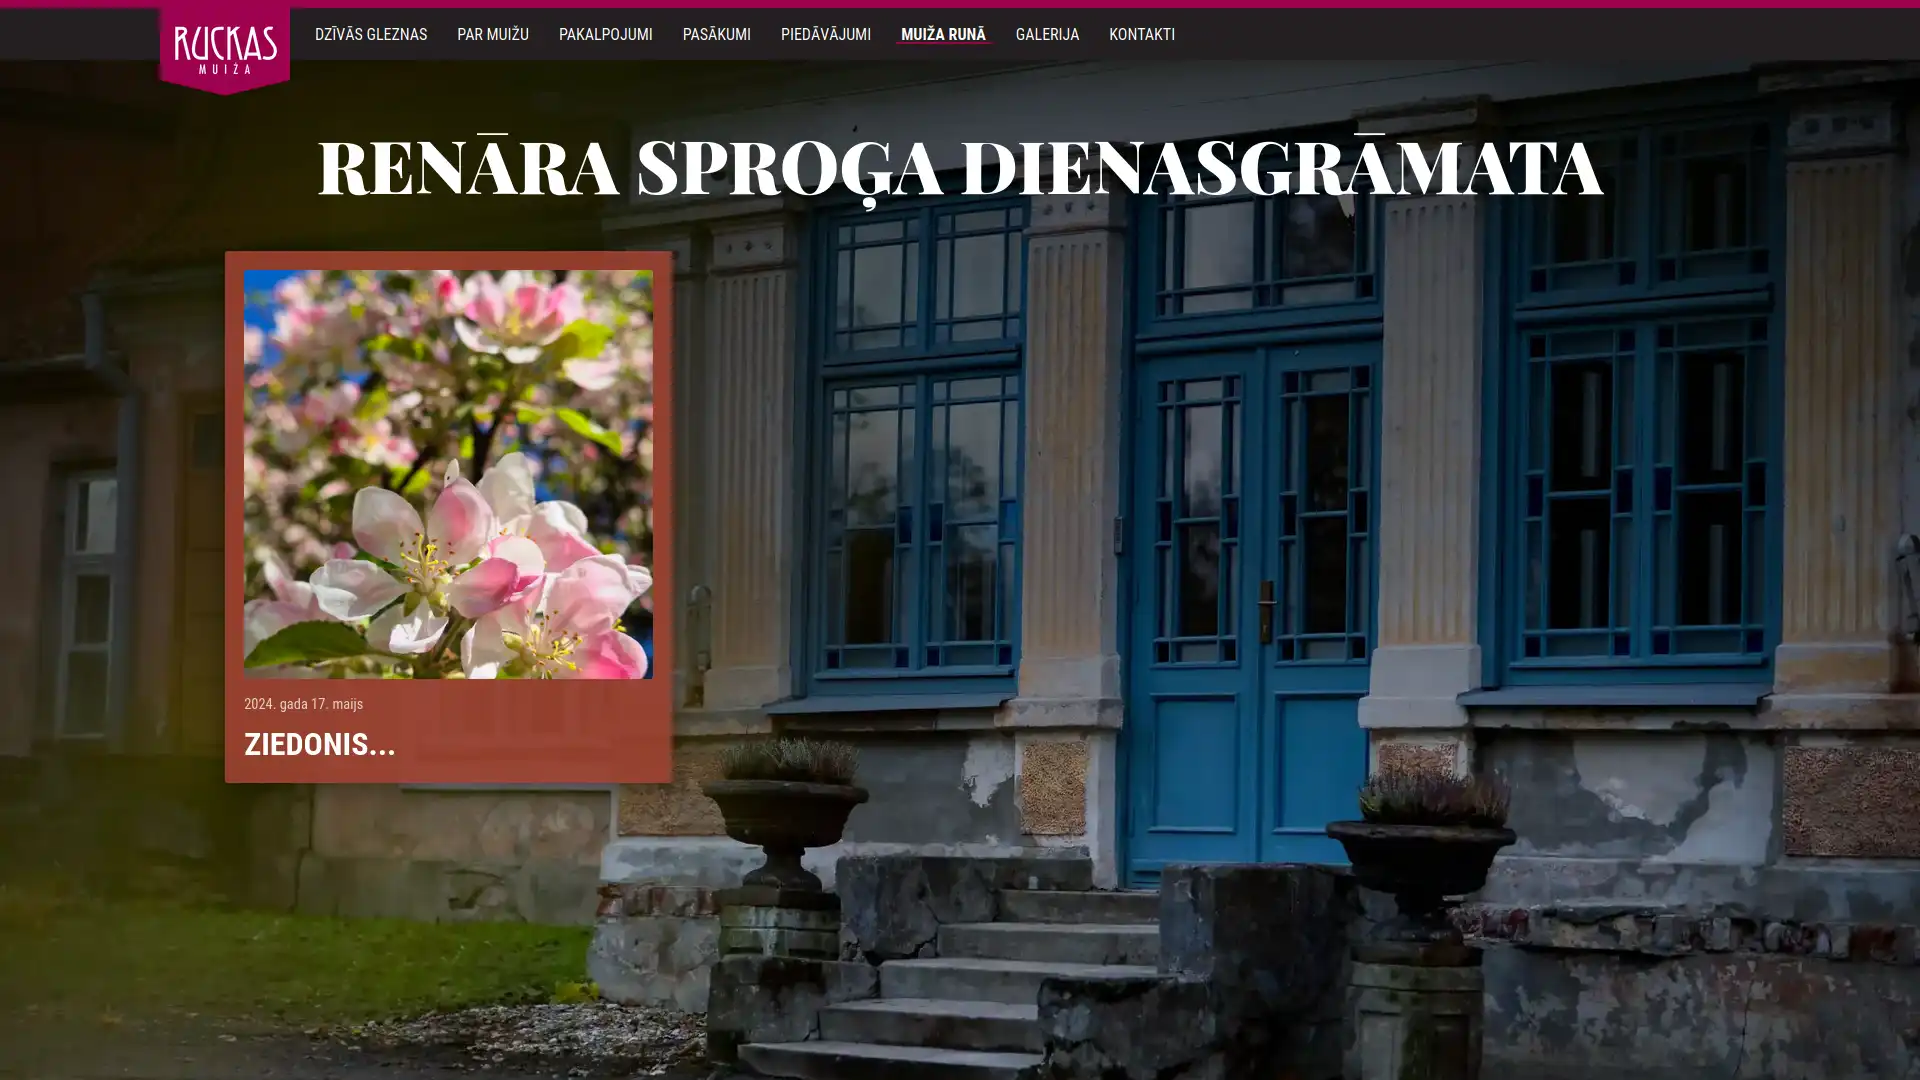 RUCKAS
MUIŽA
DZĪVĀS GLEZNAS
PAR MUIŽU
PAKALPOJUMI
PASĀKUMI
PIEDĀVĀJUMI
MUIŽA RUNĀ
GALERIJA
KONTAKTI
RENĀRA SPROĢA DIENASGRĀMATA
2024. gada 17. maijs
ZIEDONIS...